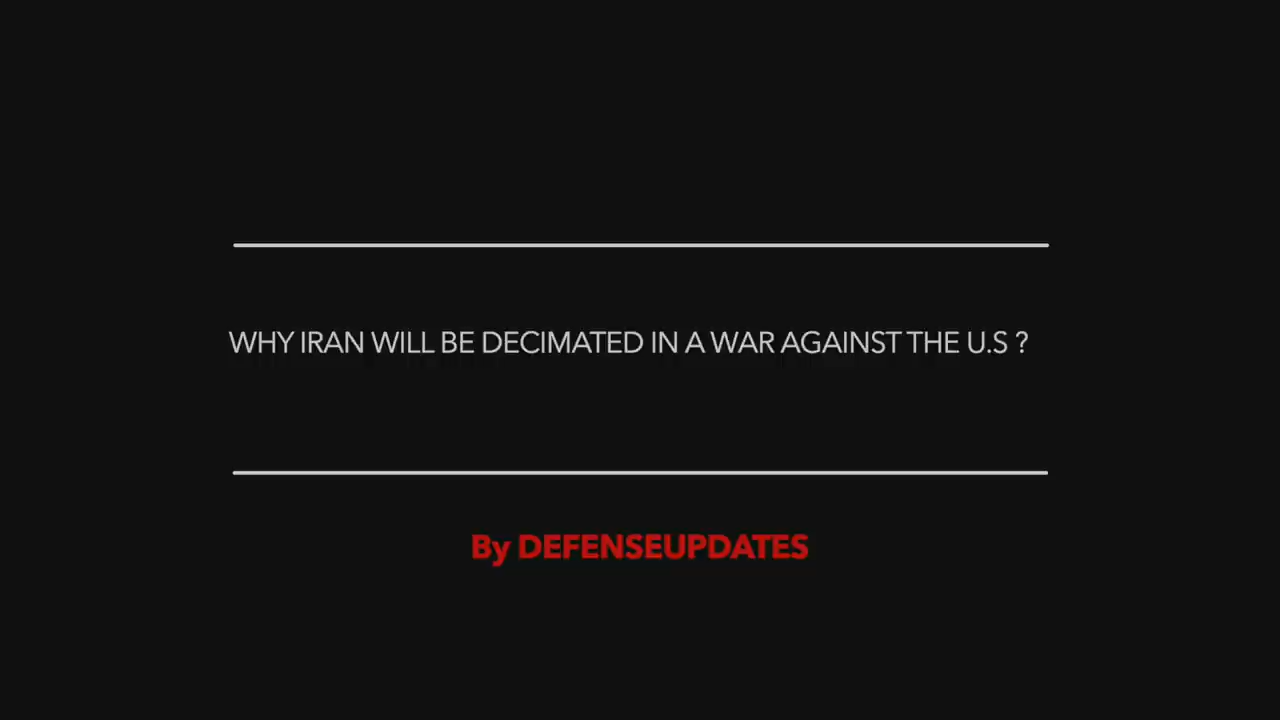 WHY IRAN WILL BE DECIMATED IN A WAR AGAINST THE U.S ?
By DEFENSEUPDATES